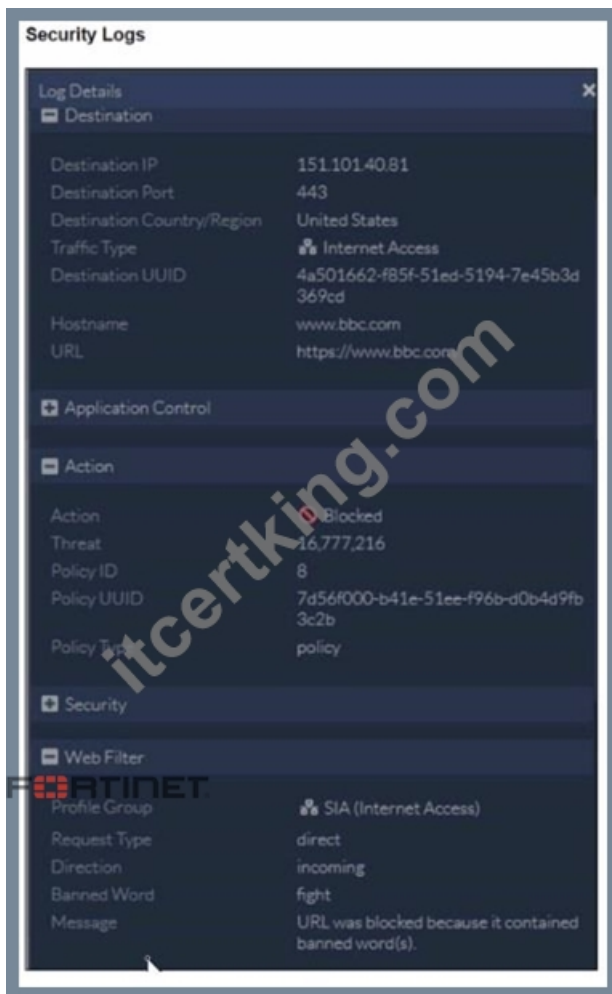 Security Logs
Log Details
Destination
Destination IP 151.101.40.81
Destination Port 443
Destination Country/Region United States
Traffic Type Internet Access
Destination UUID 4a501662-f85f-51ed-5194-7e45b3d
369cd
Hostname www.bbc.com
URL https://www.bbc.com/
Application Control
Action
Action Blocked
Threat 16,777,216
Policy ID 8
Policy UUID 7d56f000-b41e-51ee-f96b-d0b4d9fb
3c2b
Policy Type policy
Security
Web Filter
FORTINET
Profile Group SIA (Internet Access)
Request Type direct
Direction incoming
Banned Word fight
Message URL was blocked because it contained
banned word(s).
itcertking.com